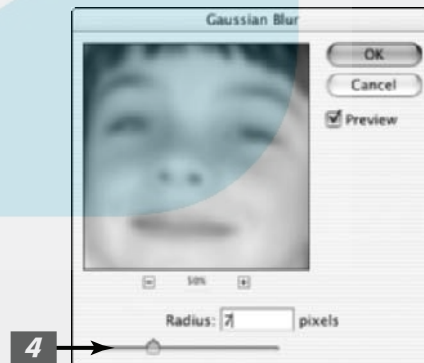 Gaussian Blur
OK
Cancel
Preview
50%
Radius: 7 pixels
4